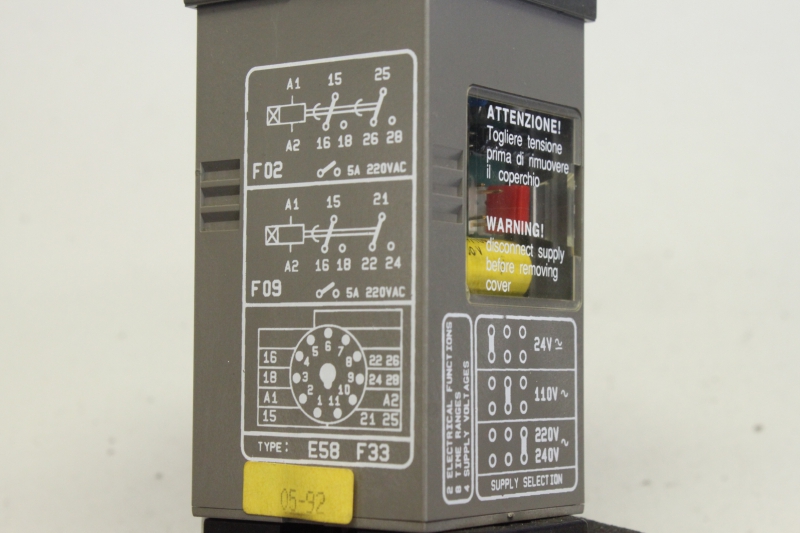 A1 15 25
A2 16 18 26 28
F02 5A 220VAC
A1 15 21
A2 16 18 22 24
F09 5A 220VAC
6
5 7
16 4 8 22 26
18 3 9 24 28
A1 2 10 A2
15 1 11 21 25
TYPE: E58 F33
05-92
ATTENZIONE!
Togliere tensione
prima di rimuovere
il coperchio
WARNING!
disconnect supply
before removing
cover
2 ELECTRICAL FUNCTIONS
8 TIME RANGES
4 SUPPLY VOLTAGES
24V ≂
110V ~
220V ~
240V
SUPPLY SELECTION